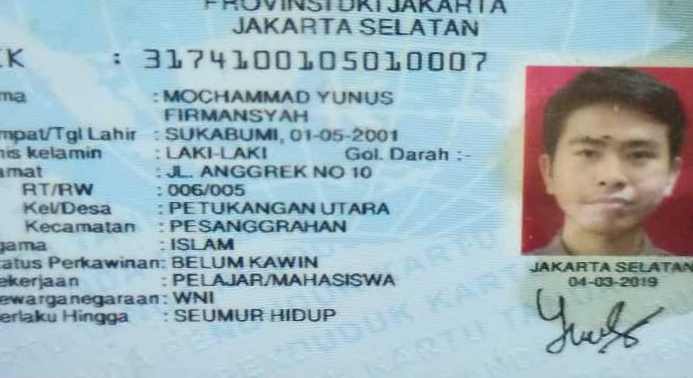 PROVINSI DKI JAKARTA
JAKARTA SELATAN
IK : 3174100105010007
ma : MOCHAMMAD YUNUS
FIRMANSYAH
mpat/Tgl Lahir : SUKABUMI, 01-05-2001
nis kelamin : LAKI-LAKI Gol. Darah :-
amat : JL. ANGGREK NO 10
RT/RW : 006/005
Kel/Desa : PETUKANGAN UTARA
Kecamatan : PESANGGRAHAN
gama : ISLAM
tatus Perkawinan: BELUM KAWIN
ekerjaan : PELAJAR/MAHASISWA
ewarganegaraan: WNI
erlaku Hingga : SEUMUR HIDUP
JAKARTA SELATAN
04-03-2019